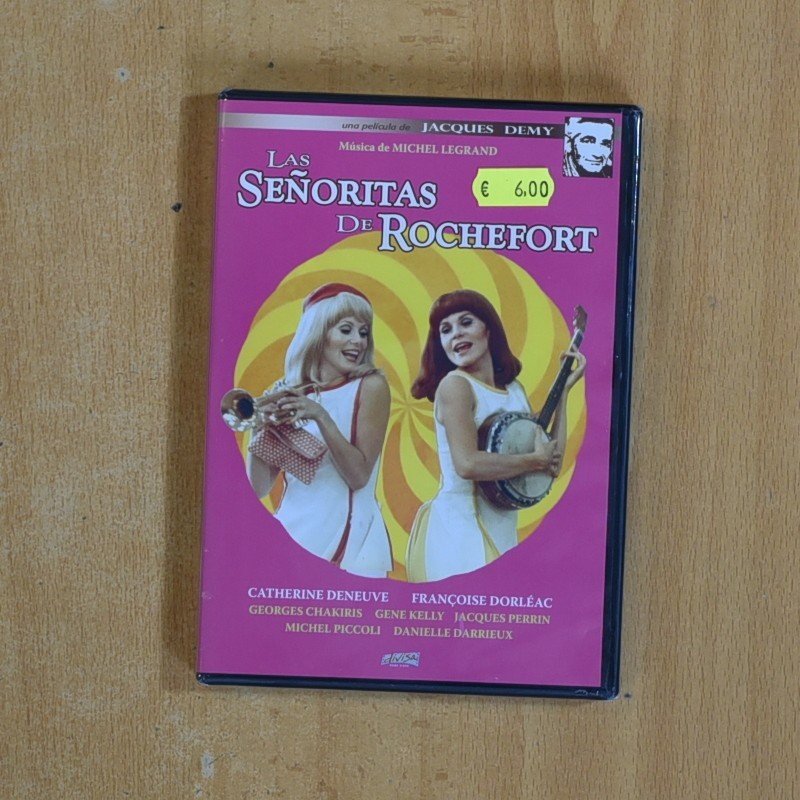 una película de JACQUES DEMY
Música de MICHEL LEGRAND
LAS
SEÑORITAS
€ 6.00
DE ROCHEFORT
CATHERINE DENEUVE FRANÇOISE DORLÉAC
GEORGES CHAKIRIS GENE KELLY JACQUES PERRIN
MICHEL PICCOLI DANIELLE DARRIEUX